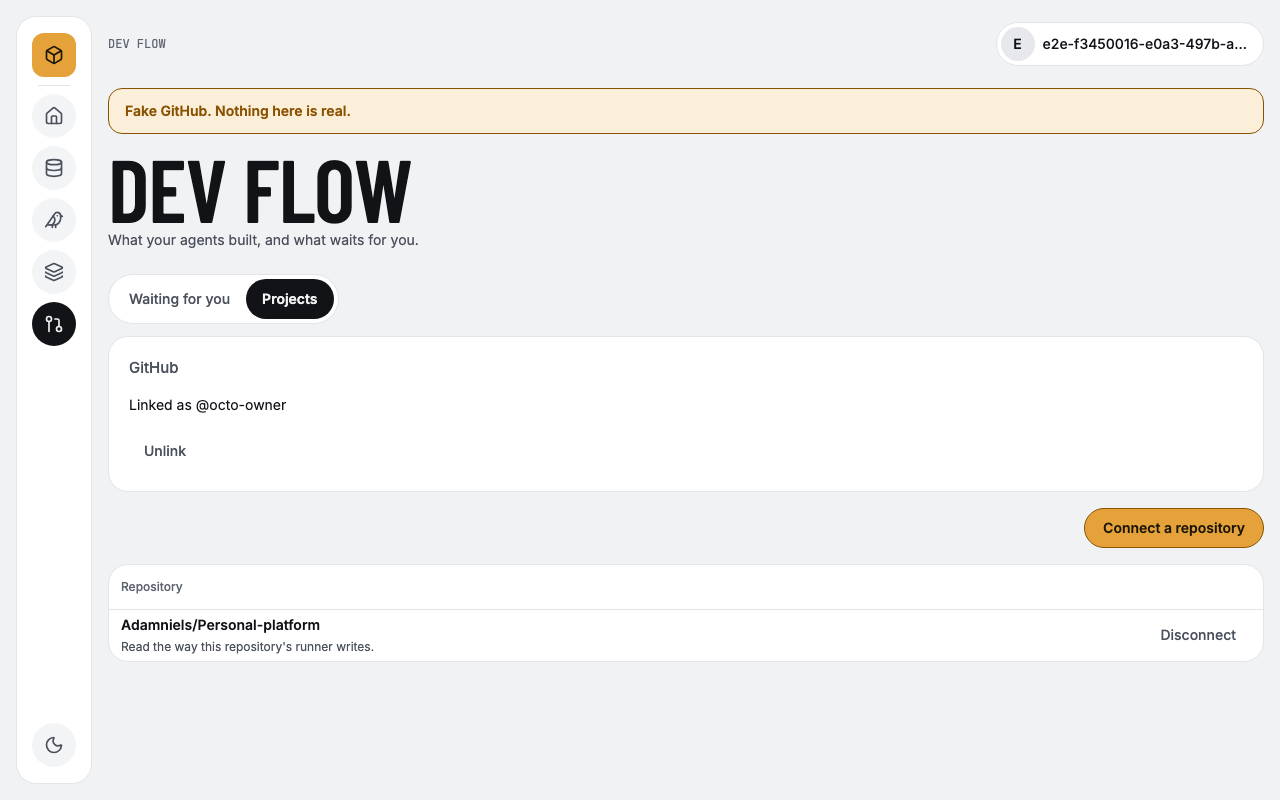 DEV FLOW
E
e2e-f3450016-e0a3-497b-a...
Fake GitHub. Nothing here is real.
DEV FLOW
What your agents built, and what waits for you.
Waiting for you
Projects
GitHub
Linked as @octo-owner
Unlink
Connect a repository
Repository
Adamniels/Personal-platform
Read the way this repository's runner writes.
Disconnect